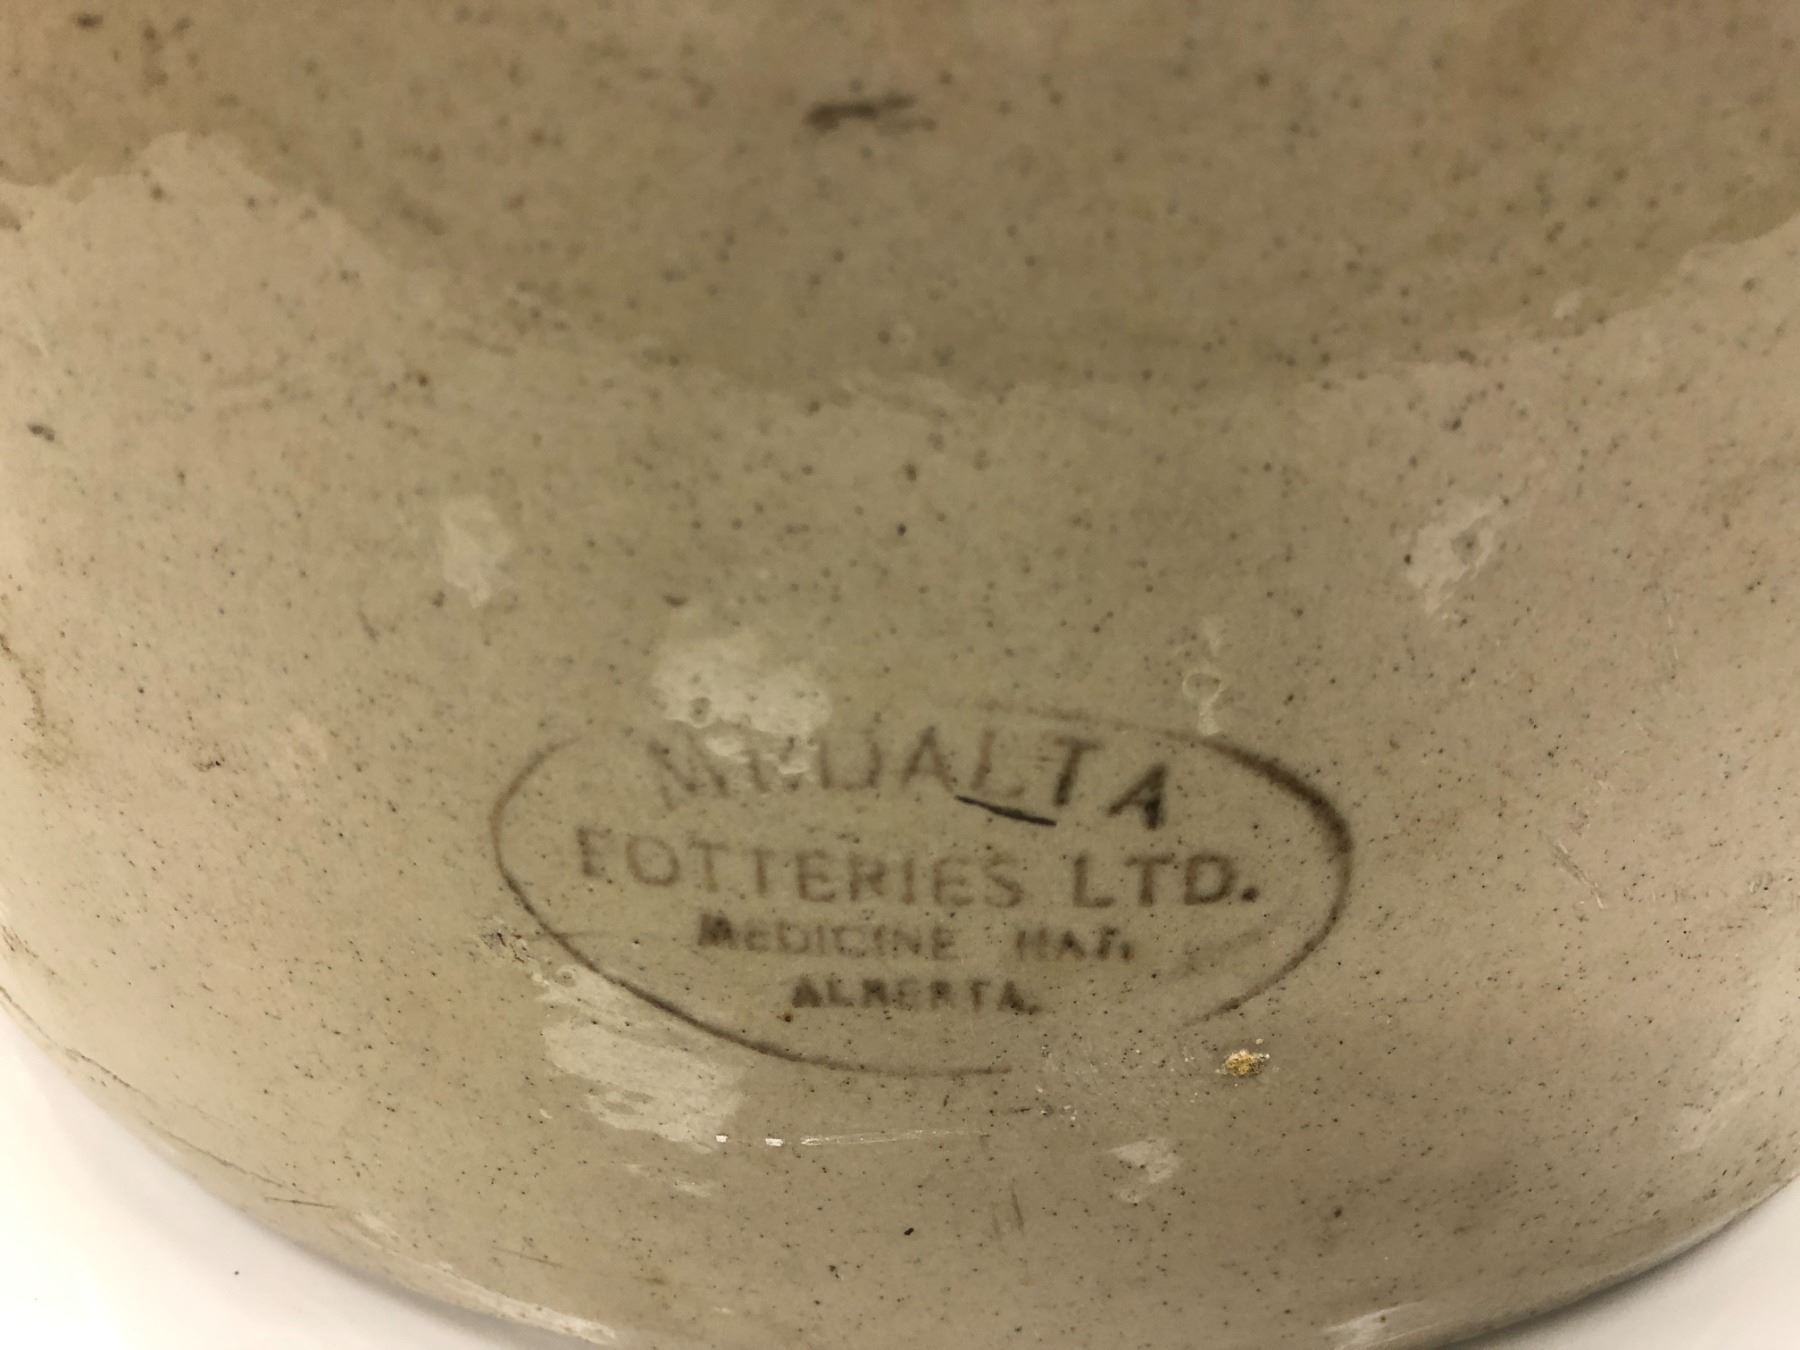 MEDALTA
POTTERIES LTD.
MEDICINE HAT,
ALBERTA.